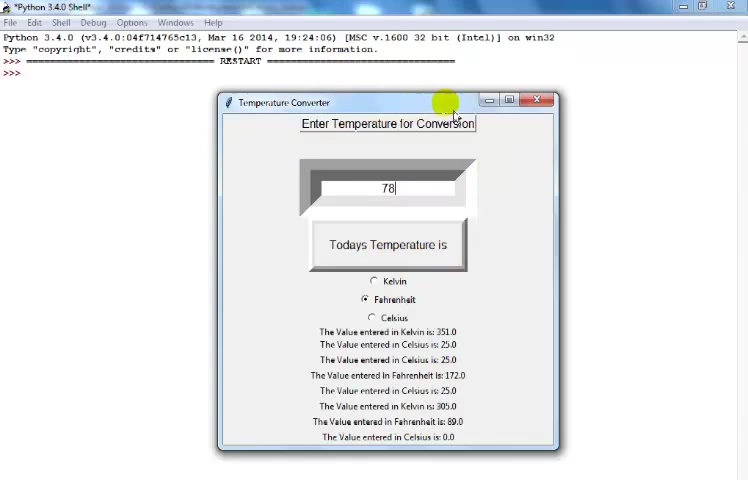 *Python 3.4.0 Shell*
File Edit Shell Debug Options Windows Help
Python 3.4.0 (v3.4.0:04f714765c13, Mar 16 2014, 19:24:06) [MSC v.1600 32 bit (Intel)] on win32
Type "copyright", "credits" or "license()" for more information.
>>> ================================ RESTART ================================
>>>
Temperature Converter
Enter Temperature for Conversion
78
Todays Temperature is
Kelvin
Fahrenheit
Celsius
The Value entered in Kelvin is: 351.0
The Value entered in Celsius is: 25.0
The Value entered in Celsius is: 25.0
The Value entered in Fahrenheit is: 172.0
The Value entered in Celsius is: 25.0
The Value entered in Kelvin is: 305.0
The Value entered in Fahrenheit is: 89.0
The Value entered in Celsius is: 0.0